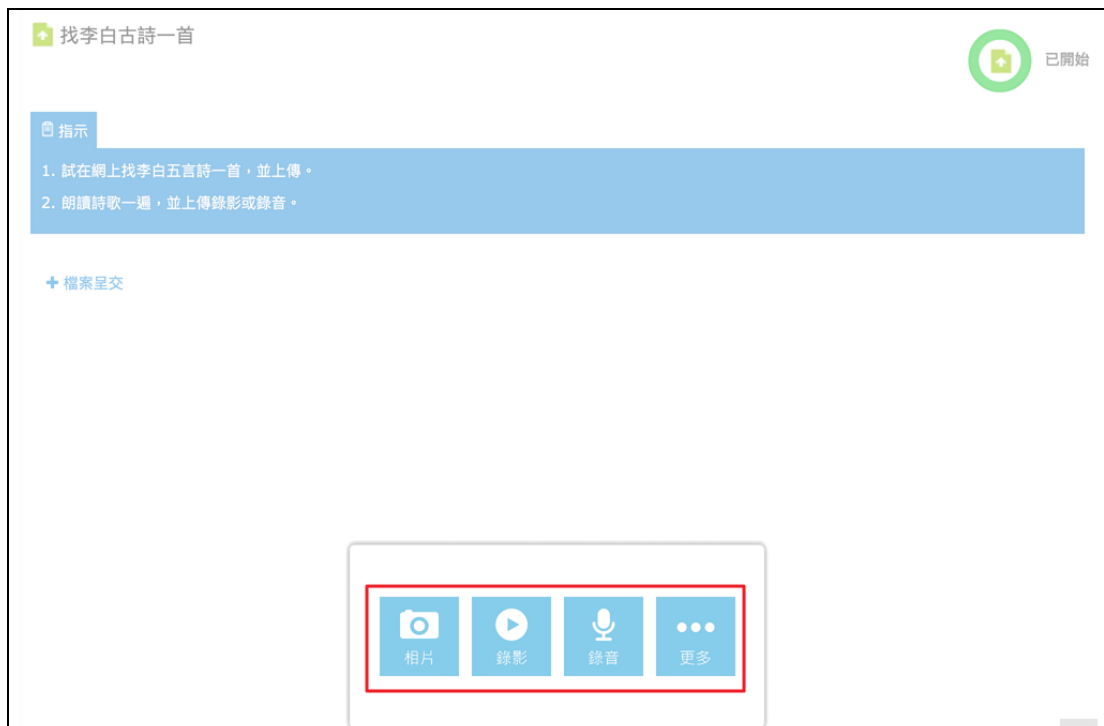 找李白古詩一首
已開始
指示
1. 試在網上找李白五言詩一首，並上傳。
2. 朗讀詩歌一遍，並上傳錄影或錄音。
+ 檔案呈交
相片 錄影 錄音 更多